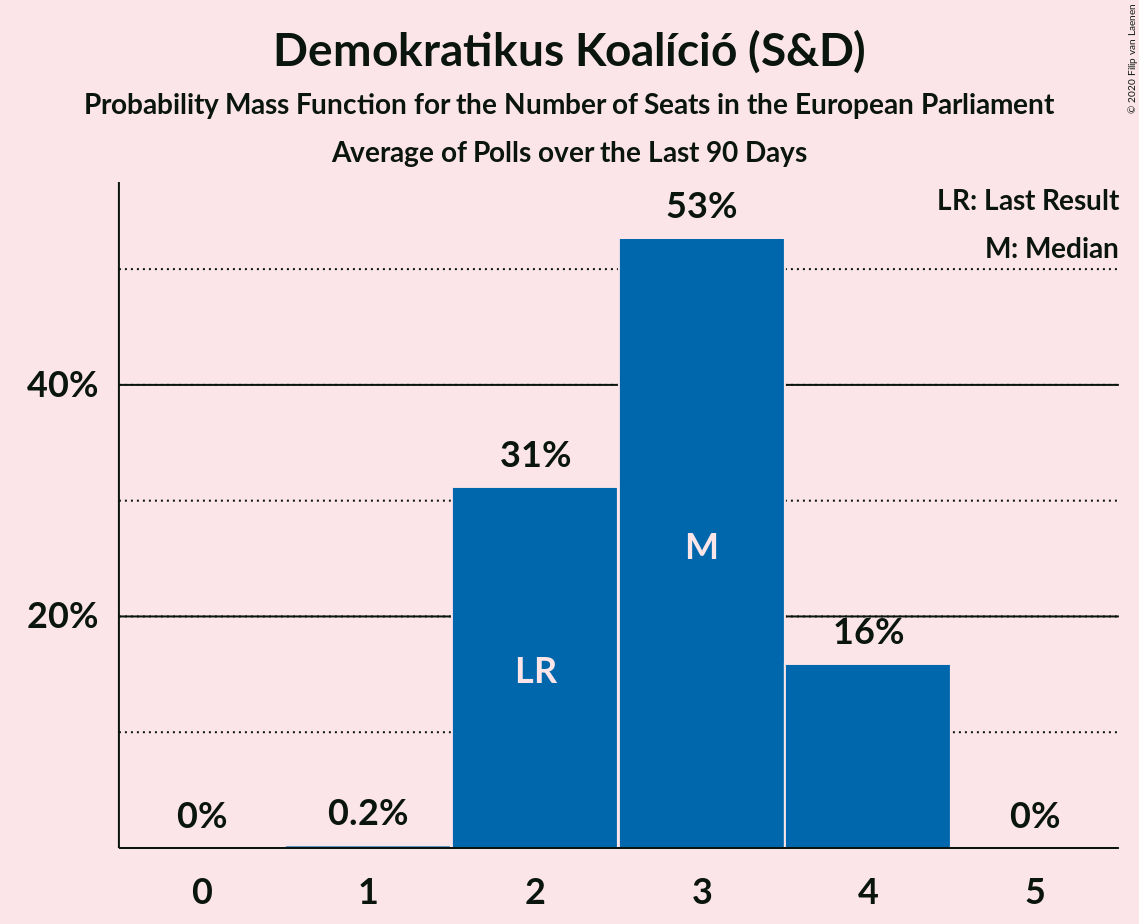 Demokratikus Koalíció (S&D)
Probability Mass Function for the Number of Seats in the European Parliament
Average of Polls over the Last 90 Days
© 2020 Filip van Laenen
LR: Last Result
M: Median
53%
40%
31%
M
20%
16%
LR
0%
0.2%
0%
0 1 2 3 4 5